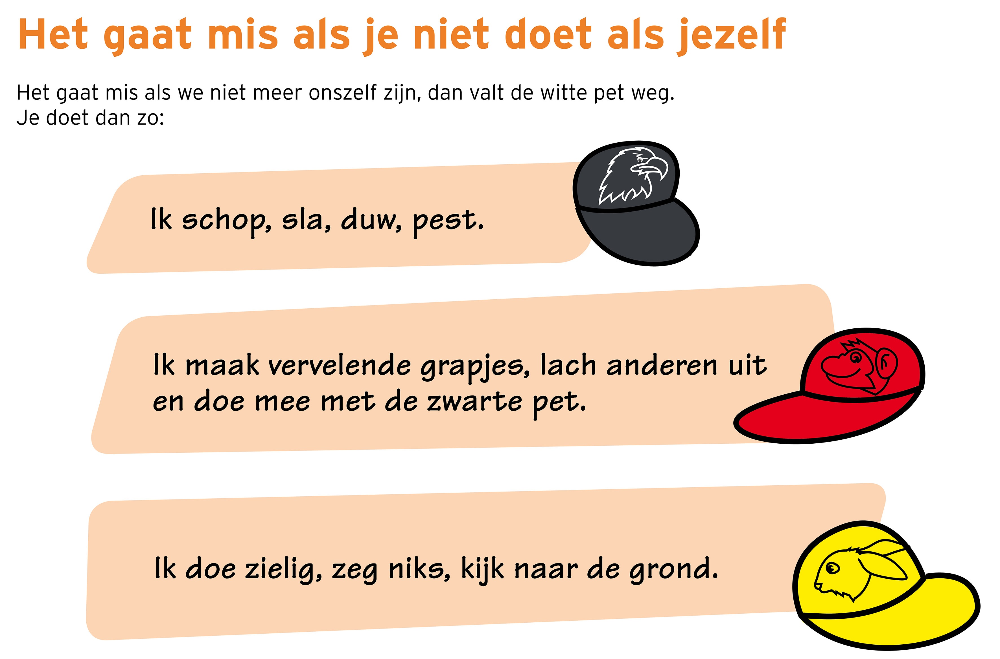 Het gaat mis als je niet doet als jezelf
Het gaat mis als we niet meer onszelf zijn, dan valt de witte pet weg.
Je doet dan zo:
Ik schop, sla, duw, pest.
Ik maak vervelende grapjes, lach anderen uit
en doe mee met de zwarte pet.
Ik doe zielig, zeg niks, kijk naar de grond.